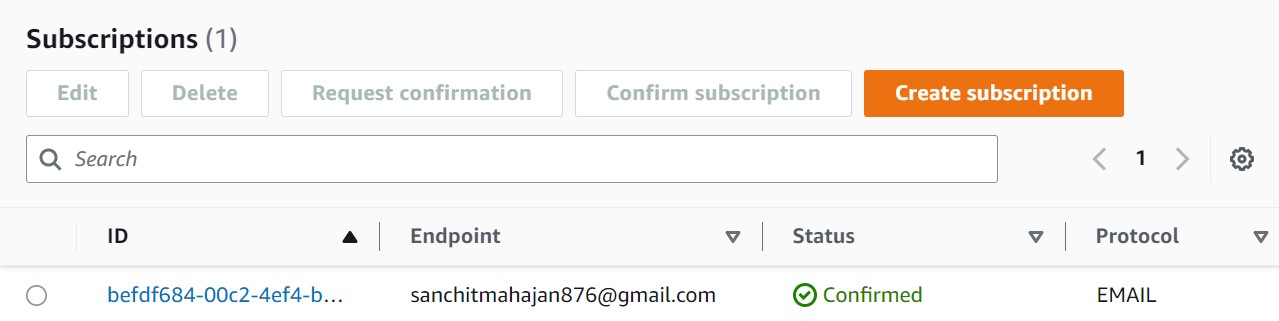 Subscriptions (1)
Edit Delete Request confirmation Confirm subscription Create subscription
Search 1
ID Endpoint Status Protocol
befdf684-00c2-4ef4-b... sanchitmahajan876@gmail.com Confirmed EMAIL